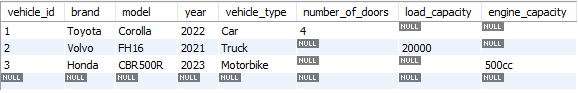 vehicle_id brand model year vehicle_type number_of_doors load_capacity engine_capacity
1 Toyota Corolla 2022 Car 4 NULL NULL
2 Volvo FH16 2021 Truck NULL 20000 NULL
3 Honda CBR500R 2023 Motorbike NULL NULL 500cc
NULL NULL NULL NULL NULL NULL NULL NULL